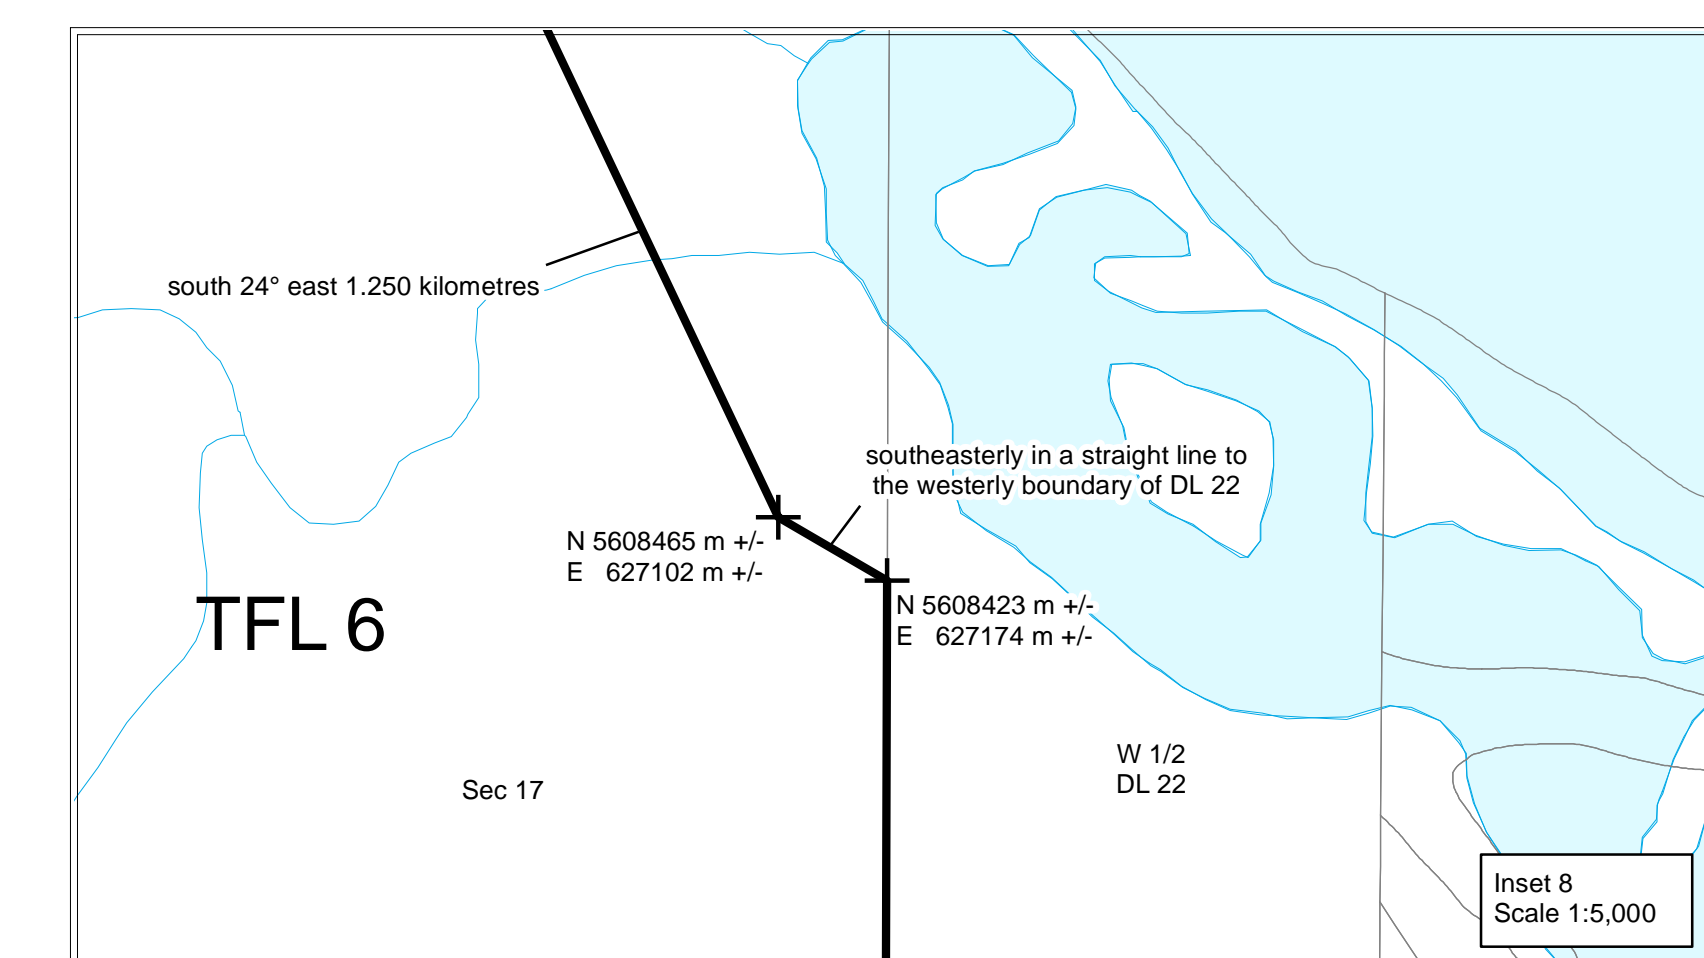 south 24° east 1.250 kilometres
southeasterly in a straight line to
the westerly boundary of DL 22
N 5608465 m +/-
E 627102 m +/-
N 5608423 m +/-
E 627174 m +/-
TFL 6
W 1/2
DL 22
Sec 17
Inset 8
Scale 1:5,000